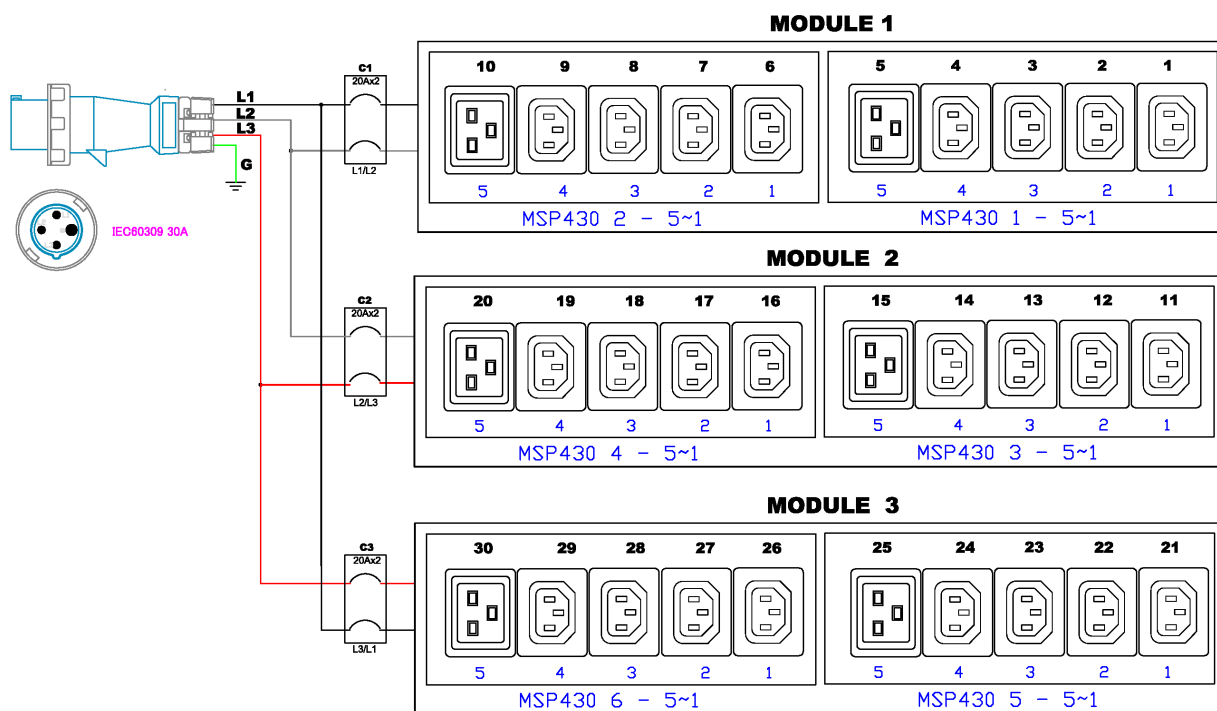 MODULE 1
C1
20Ax2
L1
L2
L3
G
L1/L2
10 9 8 7 6 5 4 3 2 1
5 4 3 2 1 5 4 3 2 1
MSP430 2 - 5~1 MSP430 1 - 5~1
IEC60309 30A
MODULE 2
C2
20Ax2
L2/L3
20 19 18 17 16 15 14 13 12 11
5 4 3 2 1 5 4 3 2 1
MSP430 4 - 5~1 MSP430 3 - 5~1
MODULE 3
C3
20Ax2
L3/L1
30 29 28 27 26 25 24 23 22 21
5 4 3 2 1 5 4 3 2 1
MSP430 6 - 5~1 MSP430 5 - 5~1